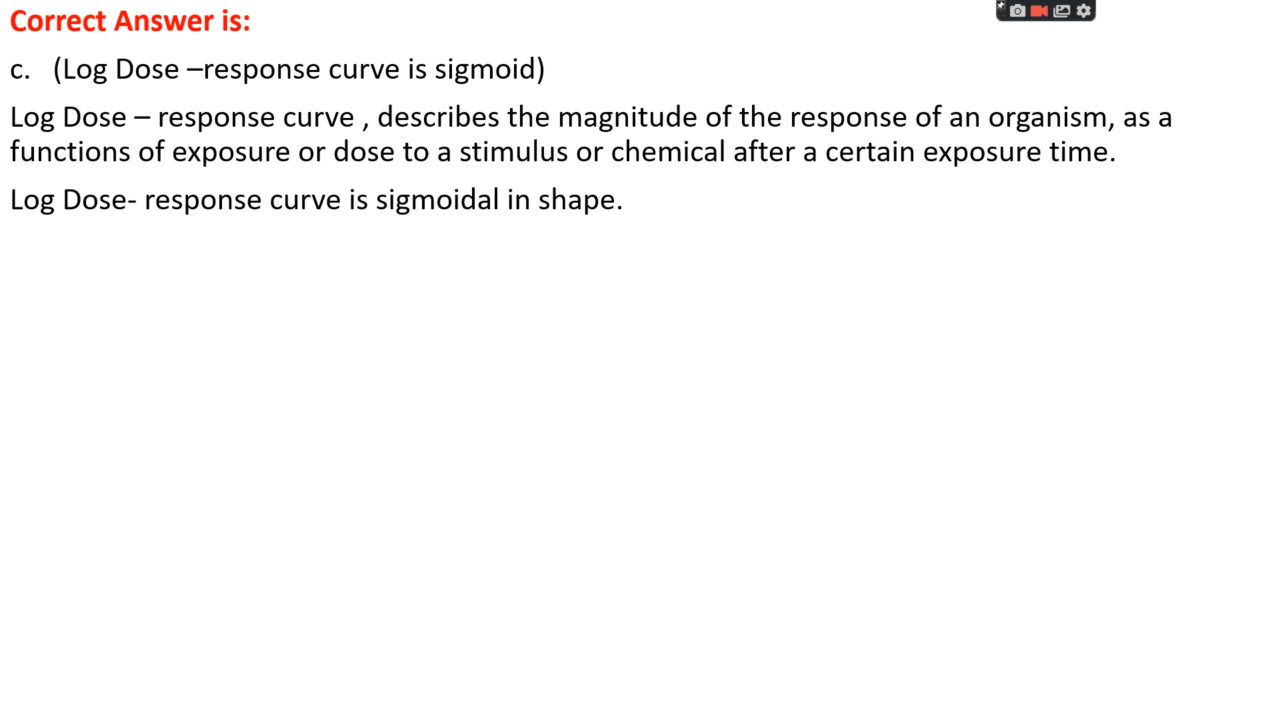 Correct Answer is:
c. (Log Dose –response curve is sigmoid)
Log Dose – response curve , describes the magnitude of the response of an organism, as a
functions of exposure or dose to a stimulus or chemical after a certain exposure time.
Log Dose- response curve is sigmoidal in shape.